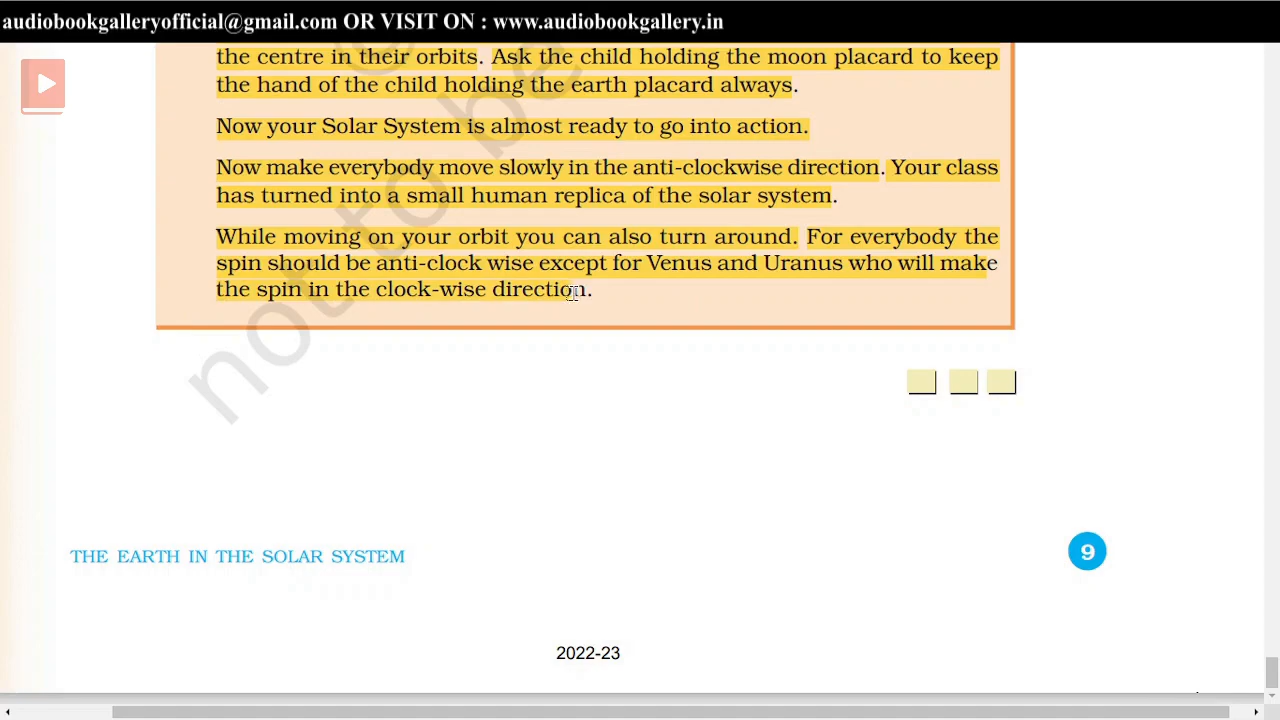 audiobookgalleryofficial@gmail.com OR VISIT ON : www.audiobookgallery.in
the centre in their orbits. Ask the child holding the moon placard to keep
the hand of the child holding the earth placard always.
Now your Solar System is almost ready to go into action.
Now make everybody move slowly in the anti-clockwise direction. Your class
has turned into a small human replica of the solar system.
While moving on your orbit you can also turn around. For everybody the
spin should be anti-clock wise except for Venus and Uranus who will make
the spin in the clock-wise direction.
not to be
THE EARTH IN THE SOLAR SYSTEM
9
2022-23